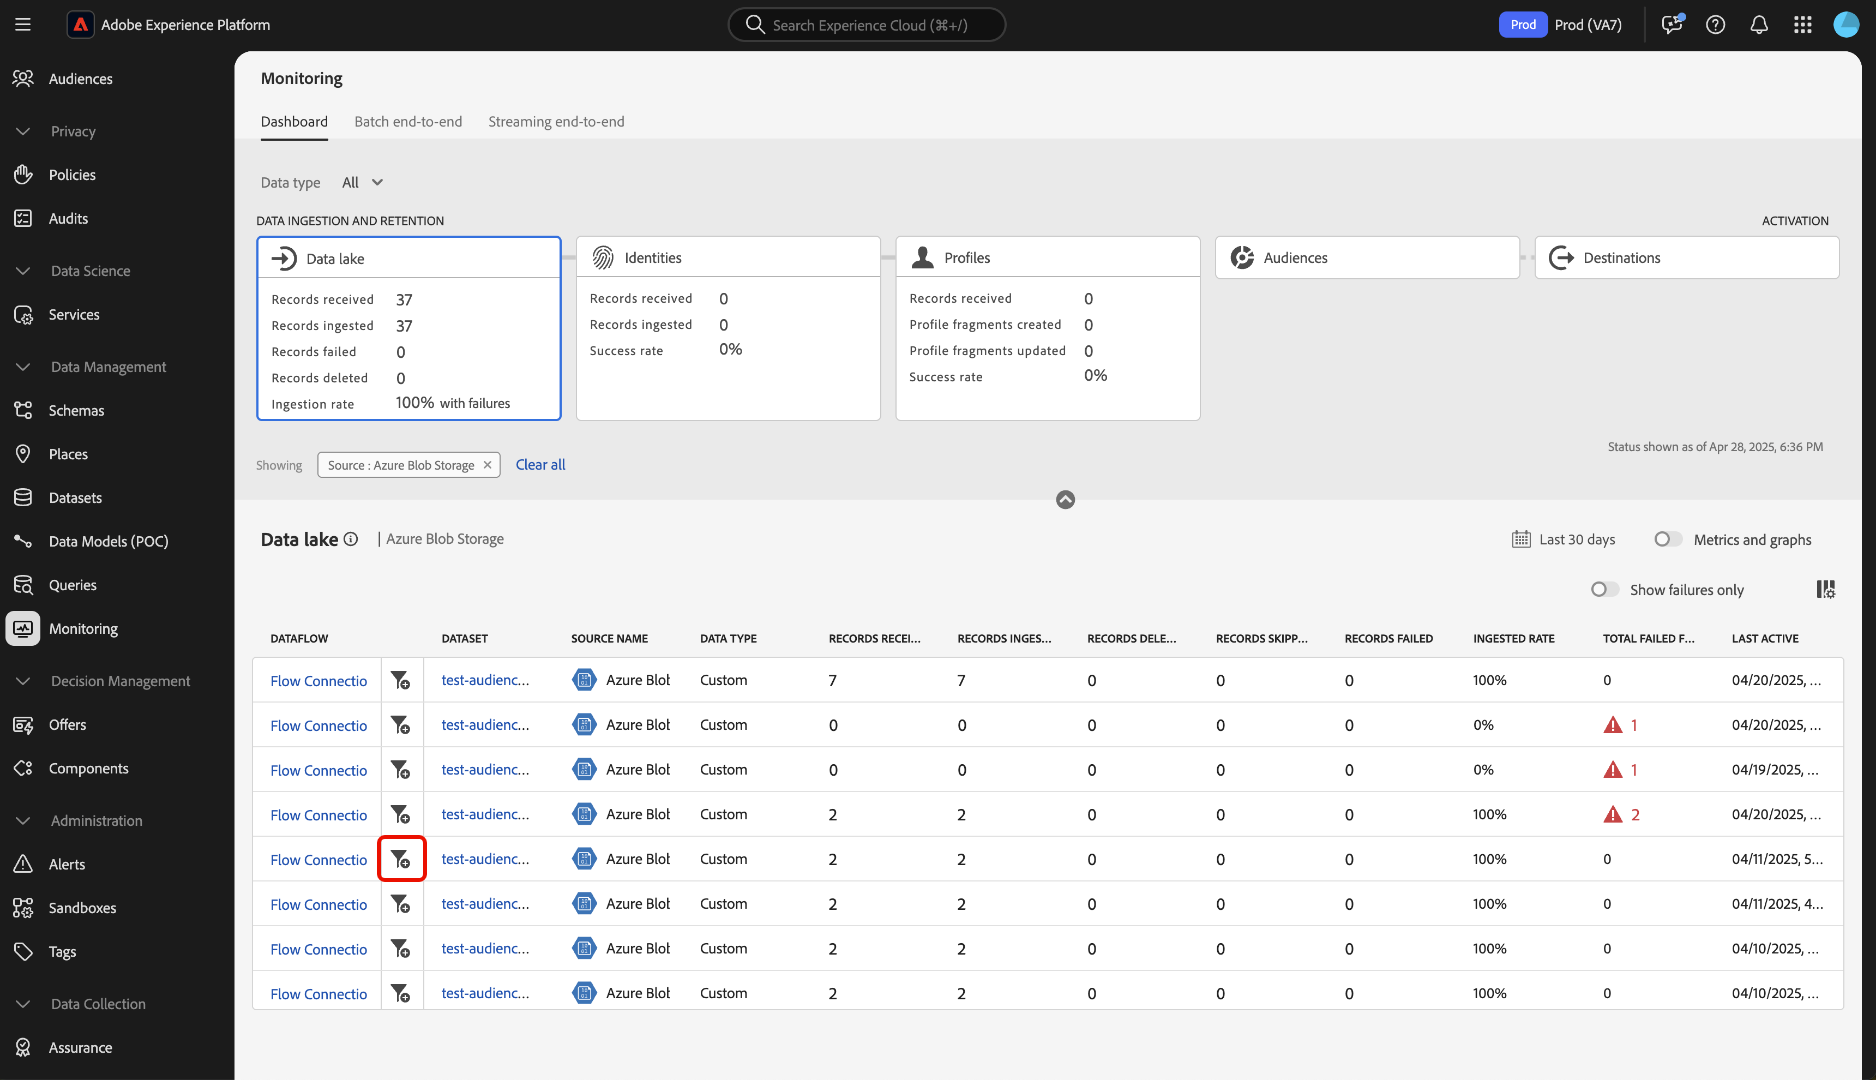 Adobe Experience Platform
Search Experience Cloud (⌘+/)
Prod Prod (VA7)
Audiences
Privacy
Policies
Audits
Data Science
Services
Data Management
Schemas
Places
Datasets
Data Models (POC)
Queries
Monitoring
Decision Management
Offers
Components
Administration
Alerts
Sandboxes
Tags
Data Collection
Assurance
Monitoring
Dashboard Batch end-to-end Streaming end-to-end
Data type All
DATA INGESTION AND RETENTION ACTIVATION
Data lake
Records received 37
Records ingested 37
Records failed 0
Records deleted 0
Ingestion rate 100% with failures
Identities
Records received 0
Records ingested 0
Success rate 0%
Profiles
Records received 0
Profile fragments created 0
Profile fragments updated 0
Success rate 0%
Audiences
Destinations
Status shown as of Apr 28, 2025, 6:36 PM
Showing Source : Azure Blob Storage × Clear all
Data lake | Azure Blob Storage Last 30 days Metrics and graphs
Show failures only
DATAFLOW DATASET SOURCE NAME DATA TYPE RECORDS RECEI... RECORDS INGES... RECORDS DELE... RECORDS SKIPP... RECORDS FAILED INGESTED RATE TOTAL FAILED F... LAST ACTIVE
Flow Connectio test-audienc... Azure Blob Custom 7 7 0 0 0 100% 0 04/20/2025, ...
Flow Connectio test-audienc... Azure Blob Custom 0 0 0 0 0 0% 1 04/20/2025, ...
Flow Connectio test-audienc... Azure Blob Custom 0 0 0 0 0 0% 1 04/19/2025, ...
Flow Connectio test-audienc... Azure Blob Custom 2 2 0 0 0 100% 2 04/20/2025, ...
Flow Connectio test-audienc... Azure Blob Custom 2 2 0 0 0 100% 0 04/11/2025, 5...
Flow Connectio test-audienc... Azure Blob Custom 2 2 0 0 0 100% 0 04/11/2025, 4...
Flow Connectio test-audienc... Azure Blob Custom 2 2 0 0 0 100% 0 04/10/2025, ...
Flow Connectio test-audienc... Azure Blob Custom 2 2 0 0 0 100% 0 04/10/2025, ...